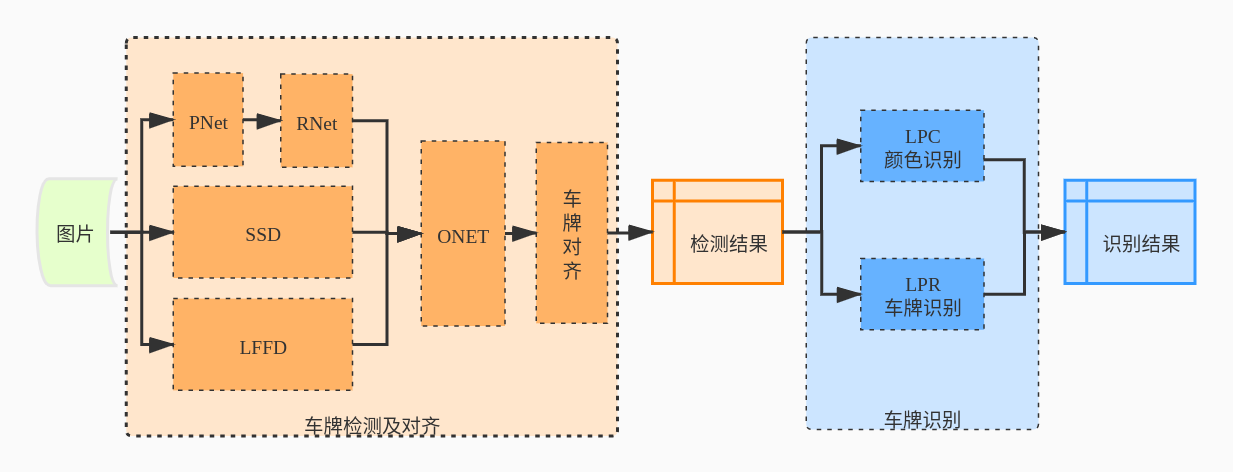 图片
PNet
RNet
SSD
LFFD
ONET
车
牌
对
齐
车牌检测及对齐
检测结果
LPC
颜色识别
LPR
车牌识别
车牌识别
识别结果